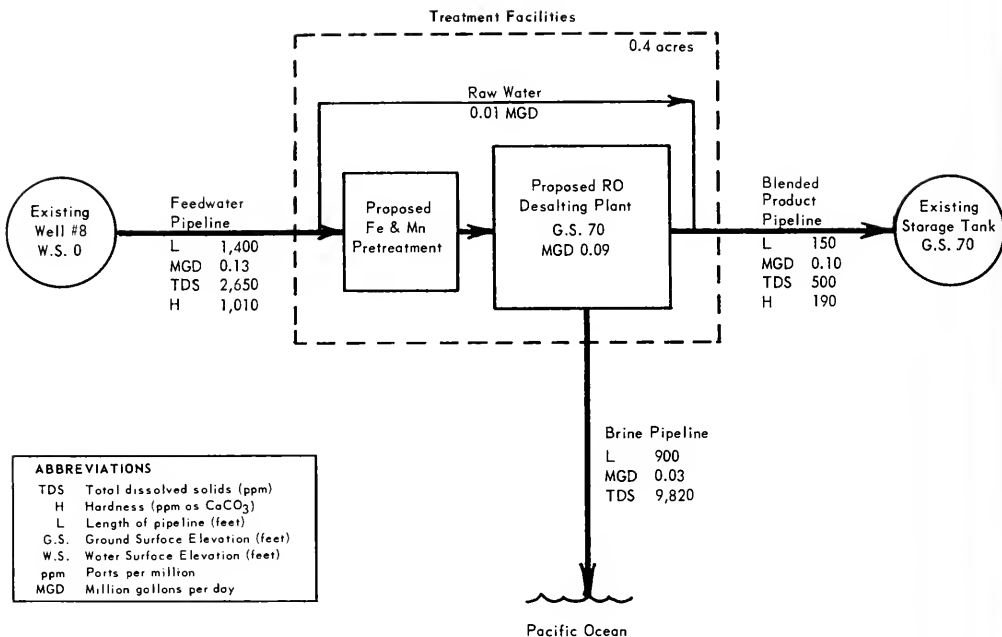 Treatment Facilities
0.4 acres
Raw Water
0.01 MGD
Existing
Well #8
W.S. 0
Feedwater
Pipeline
L 1,400
MGD 0.13
TDS 2,650
H 1,010
Proposed
Fe & Mn
Pretreatment
Proposed RO
Desalting Plant
G.S. 70
MGD 0.09
Blended
Product
Pipeline
L 150
MGD 0.10
TDS 500
H 190
Existing
Storage Tank
G.S. 70
Brine Pipeline
L 900
MGD 0.03
TDS 9,820
Pacific Ocean
ABBREVIATIONS
TDS Total dissolved solids (ppm)
H Hardness (ppm as CaCO3)
L Length of pipeline (feet)
G.S. Ground Surface Elevation (feet)
W.S. Water Surface Elevation (feet)
ppm Parts per million
MGD Million gallons per day